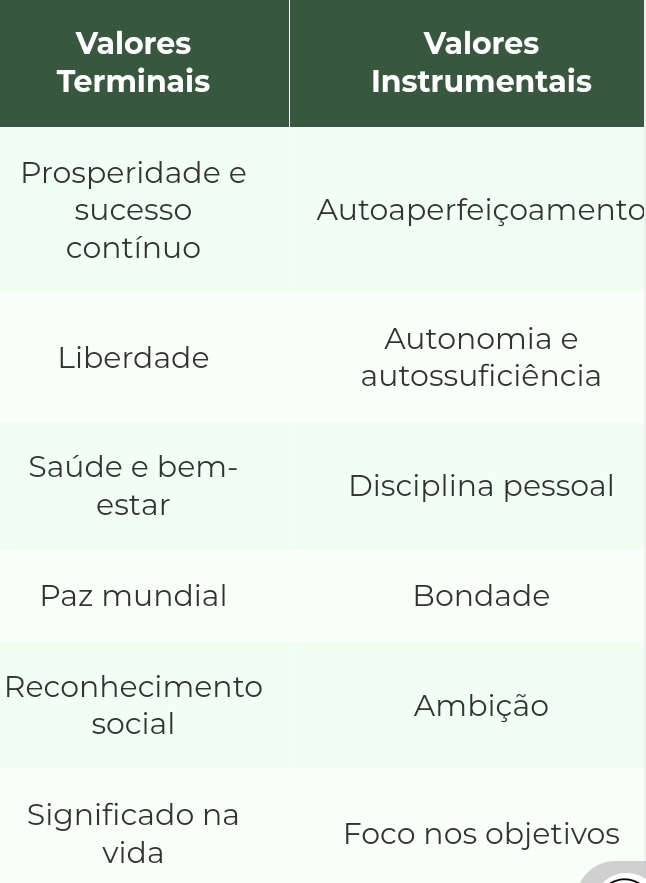 Valores
Terminais
Valores
Instrumentais
Prosperidade e
sucesso
contínuo
Autoaperfeiçoamento
Liberdade
Autonomia e
autossuficiência
Saúde e bem-
estar
Disciplina pessoal
Paz mundial
Bondade
Reconhecimento
social
Ambição
Significado na
vida
Foco nos objetivos